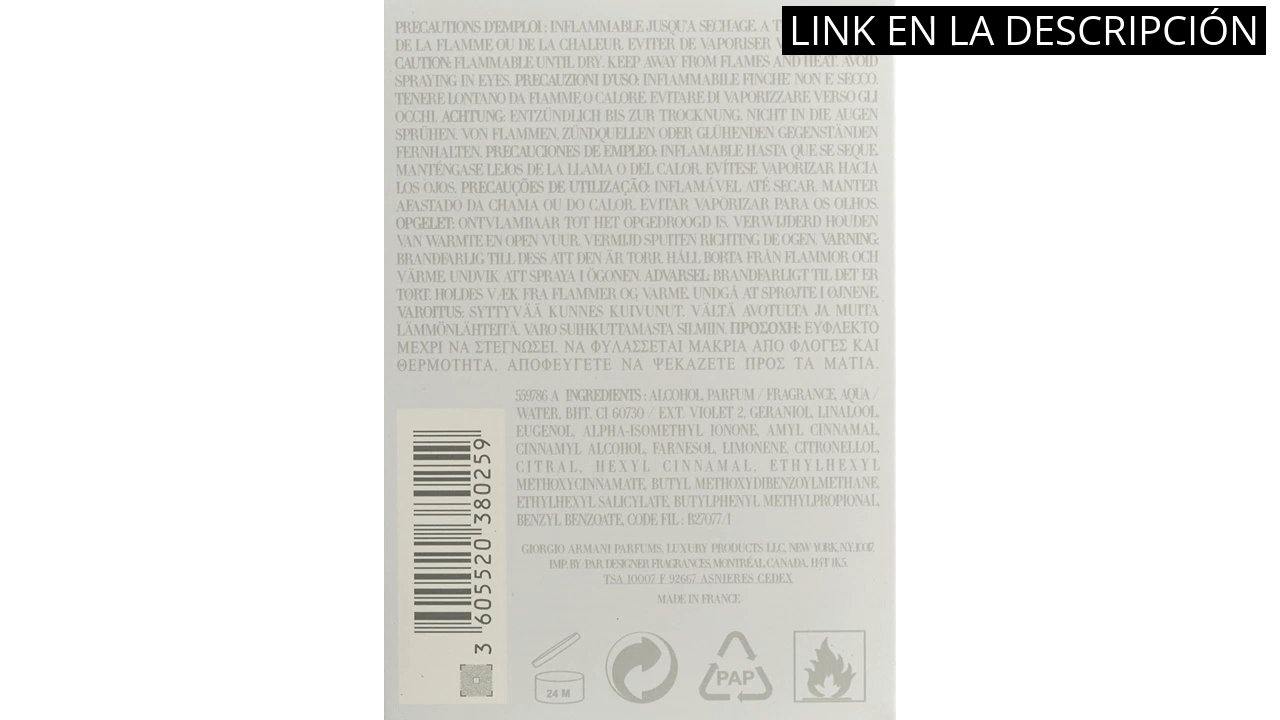 LINK EN LA DESCRIPCIÓN
PRECAUTIONS D'EMPLOI : INFLAMMABLE JUSQU'A SECHAGE. A
DE LA FLAMME OU DE LA CHALEUR. EVITER DE VAPORISER
CAUTION: FLAMMABLE UNTIL DRY. KEEP AWAY FROM FLAMES AND HEAT. AVOID
SPRAYING IN EYES. PRECAUZIONI D'USO: INFIAMMABILE FINCHE' NON E' SECCO.
TENERE LONTANO DA FIAMME O CALORE. EVITARE DI VAPORIZZARE VERSO GLI
OCCHI. ACHTUNG: ENTZÜNDLICH BIS ZUR TROCKNUNG. NICHT IN DIE AUGEN
SPRÜHEN. VON FLAMMEN, ZÜNDQUELLEN ODER GLÜHENDEN GEGENSTÄNDEN
FERNHALTEN. PRECAUCIONES DE EMPLEO: INFLAMABLE HASTA QUE SE SEQUE.
MANTÉNGASE LEJOS DE LA LLAMA O DEL CALOR. EVÍTESE VAPORIZAR HACIA
LOS OJOS. PRECAUÇÕES DE UTILIZAÇÃO: INFLAMÁVEL ATÉ SECAR. MANTER
AFASTADO DA CHAMA OU DO CALOR. EVITAR VAPORIZAR PARA OS OLHOS.
OPGELET: ONTVLAMBAAR TOT HET OPGEDROOGD IS. VERWIJDERD HOUDEN
VAN WARMTE EN OPEN VUUR. VERMIJD SPUITEN RICHTING DE OGEN. VARNING:
BRANDFARLIG TILL DESS ATT DEN ÄR TORR. HÅLL BORTA FRÅN FLAMMOR OCH
VÄRME. UNDVIK ATT SPRAYA I ÖGONEN. ADVARSEL: BRANDFARLIGT TIL DET ER
TØRT. HOLDES VÆK FRA FLAMMER OG VARME. UNDGÅ AT SPRØJTE I ØJNENE.
VAROITUS: SYTTYVÄÄ KUNNES KUIVUNUT. VÄLTÄ AVOTULTA JA MUITA
LÄMMÖNLÄHTEITÄ. VARO SUIHKUTTAMASTA SILMIIN. ΠΡΟΣΟΧΗ: ΕΥΦΛΕΚΤΟ
ΜΕΧΡΙ ΝΑ ΣΤΕΓΝΩΣΕΙ. ΝΑ ΦΥΛΑΣΣΕΤΑΙ ΜΑΚΡΙΑ ΑΠΟ ΦΛΟΓΕΣ ΚΑΙ
ΘΕΡΜΟΤΗΤΑ. ΑΠΟΦΕΥΓΕΤΕ ΝΑ ΨΕΚΑΖΕΤΕ ΠΡΟΣ ΤΑ ΜΑΤΙΑ.
559786 A INGREDIENTS : ALCOHOL, PARFUM / FRAGRANCE, AQUA /
WATER, BHT. CI 60730 / EXT. VIOLET 2, GERANIOL, LINALOOL,
EUGENOL, ALPHA-ISOMETHYL IONONE, AMYL CINNAMAL,
CINNAMYL ALCOHOL, FARNESOL, LIMONENE, CITRONELLOL,
CITRAL, HEXYL CINNAMAL, ETHYLHEXYL
METHOXYCINNAMATE, BUTYL METHOXYDIBENZOYLMETHANE,
ETHYLHEXYL SALICYLATE, BUTYLPHENYL METHYLPROPIONAL,
BENZYL BENZOATE, CODE FIL : B27077/1
GIORGIO ARMANI PARFUMS, LUXURY PRODUCTS LLC, NEW YORK, NY, 10017.
IMP. BY/PAR. DESIGNER FRAGRANCES, MONTRÉAL CANADA, H4T 1K5.
TSA 10007 F 92667 ASNIERES CEDEX
MADE IN FRANCE
3 605520 380259
24 M
PAP